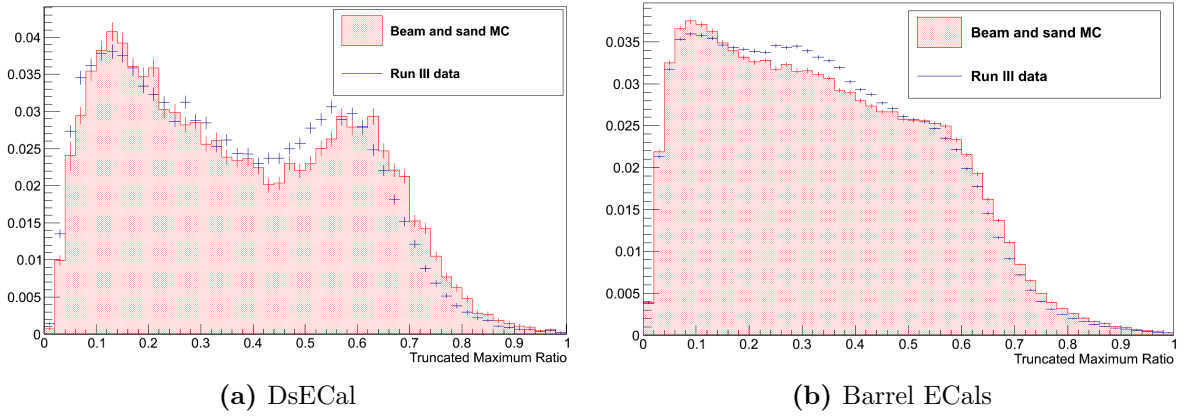 0.04
0.035
0.03
0.025
0.02
0.015
0.01
0.005
0
0 0.1 0.2 0.3 0.4 0.5 0.6 0.7 0.8 0.9 1
Truncated Maximum Ratio
Beam and sand MC
Run III data
(a) DsECal
0.035
0.03
0.025
0.02
0.015
0.01
0.005
0
0 0.1 0.2 0.3 0.4 0.5 0.6 0.7 0.8 0.9 1
Truncated Maximum Ratio
Beam and sand MC
Run III data
(b) Barrel ECals